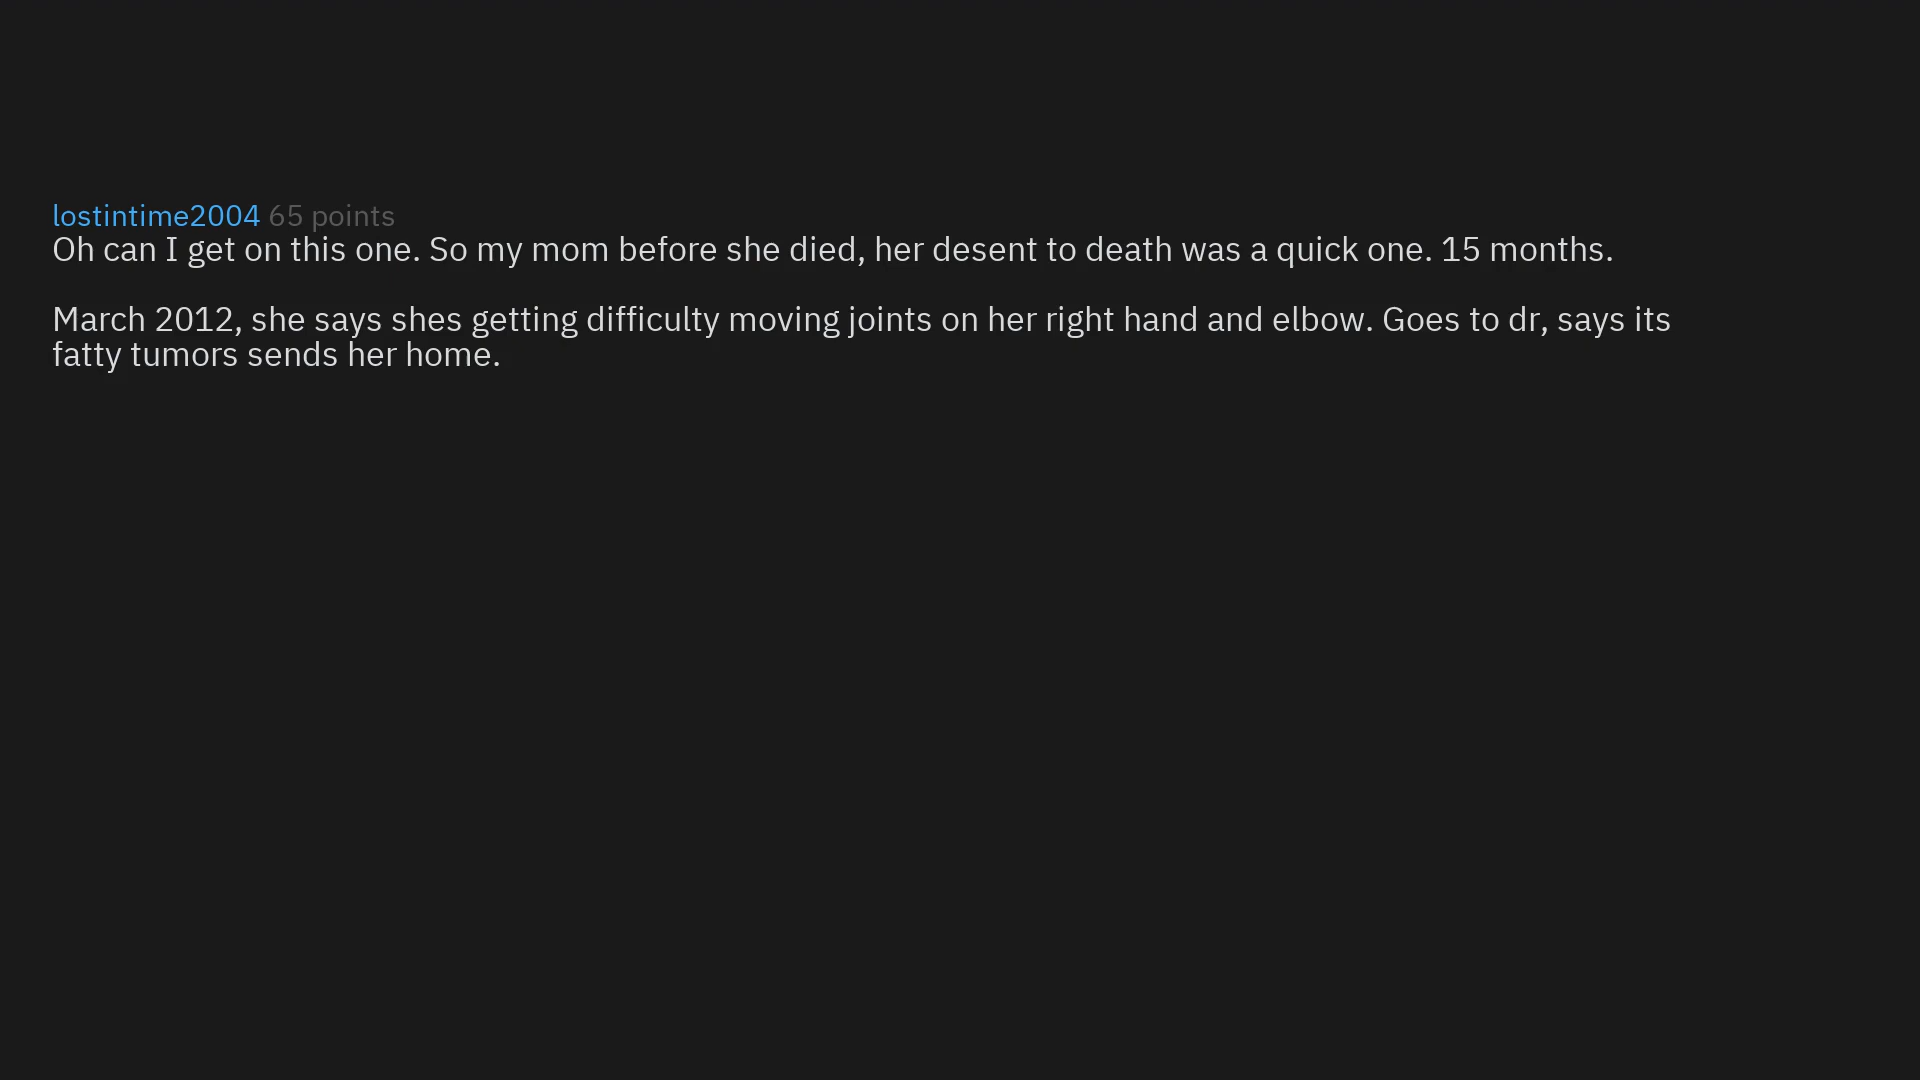 lostintime2004 65 points
Oh can I get on this one. So my mom before she died, her desent to death was a quick one. 15 months.
March 2012, she says shes getting difficulty moving joints on her right hand and elbow. Goes to dr, says its
fatty tumors sends her home.